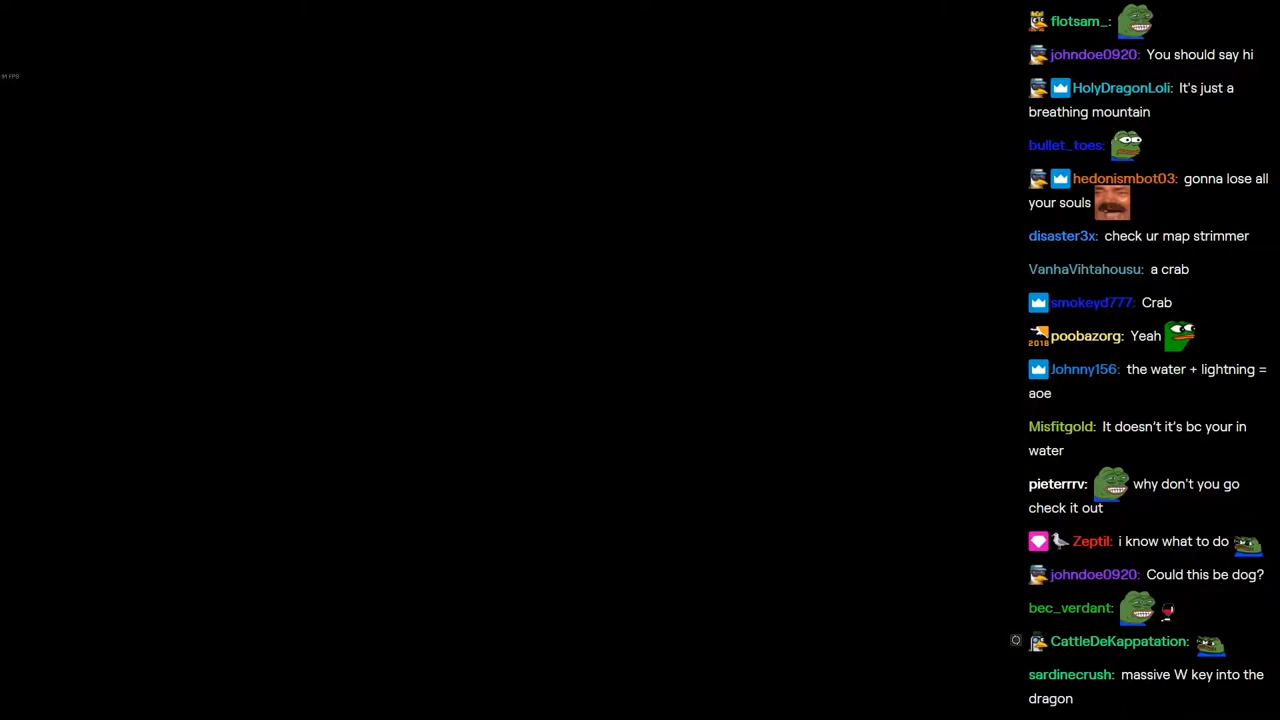 flotsam_:
johndoe0920: You should say hi
FPS
HolyDragonLoli: It's just a
breathing mountain
bullet_toes:
hedonismbot03: gonna lose all
your souls
disaster3x: check ur map strimmer
VanhaVihtahousu: a crab
smokeyd777: Crab
2018 poobazorg: Yeah
Johnny156: the water + lightning =
aoe
Misfitgold: It doesn't it's bc your in
water
pieterrrv: why don't you go
check it out
Zeptil: i know what to do
johndoe0920: Could this be dog?
bec_verdant:
CattleDeKappatation:
sardinecrush: massive W key into the
dragon